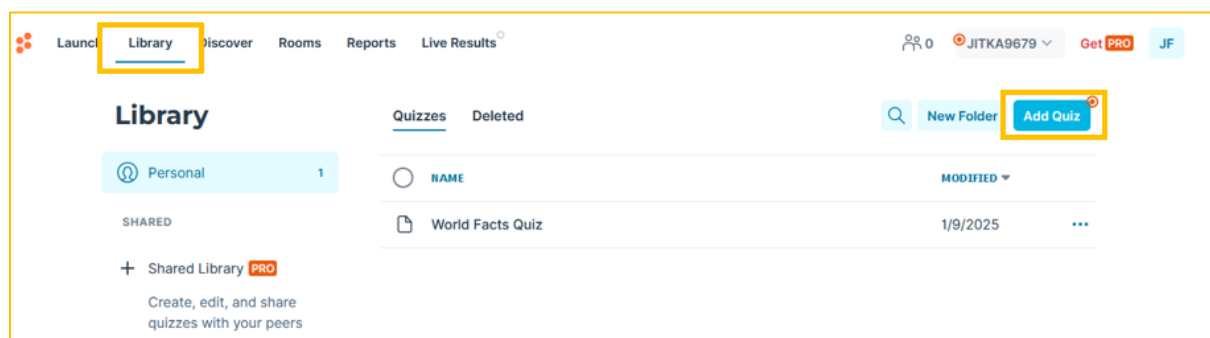 Launch Library Discover Rooms Reports Live Results 0 JITKA9679 Get PRO JF
Library Quizzes Deleted New Folder Add Quiz
Personal 1 NAME MODIFIED
SHARED World Facts Quiz 1/9/2025
Shared Library PRO
Create, edit, and share
quizzes with your peers